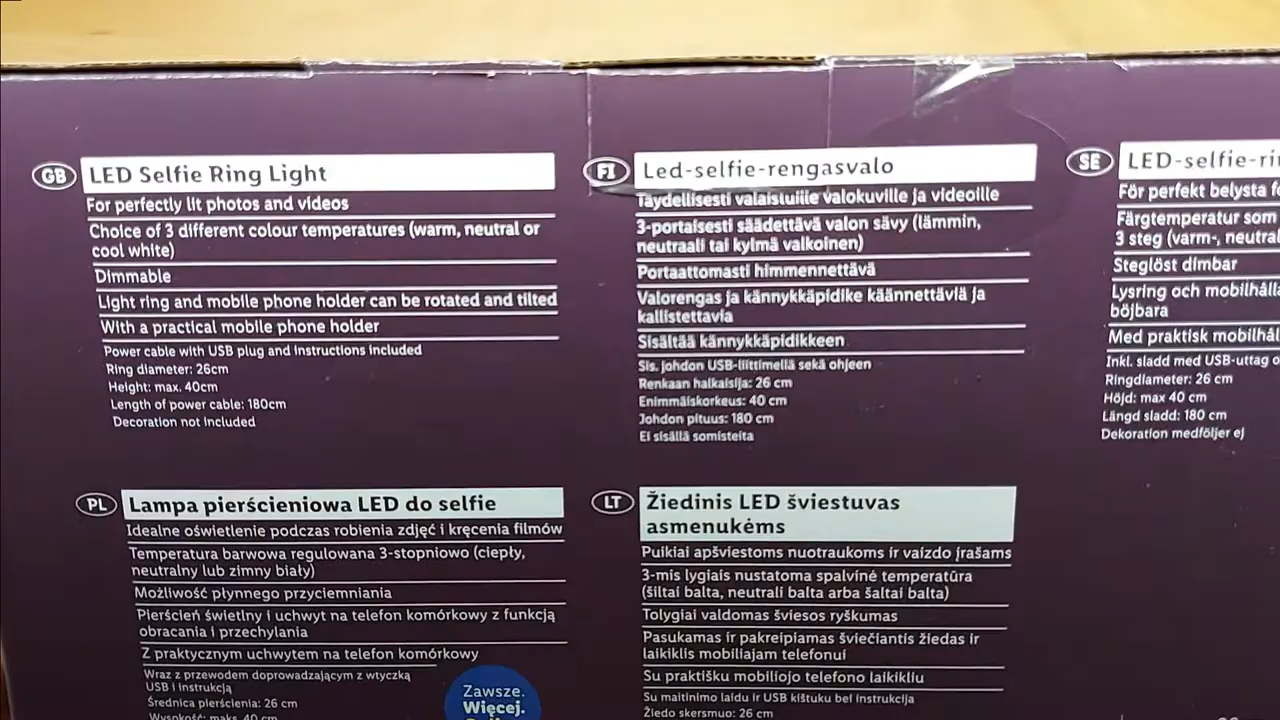 GB
LED Selfie Ring Light
For perfectly lit photos and videos
Choice of 3 different colour temperatures (warm, neutral or
cool white)
Dimmable
Light ring and mobile phone holder can be rotated and tilted
With a practical mobile phone holder
Power cable with USB plug and instructions included
Ring diameter: 26cm
Height: max. 40cm
Length of power cable: 180cm
Decoration not included
FI
Led-selfie-rengasvalo
Täydellisesti valaistuille valokuville ja videoille
3-portaisesti säädettävä valon sävy (lämmin,
neutraali tai kylmä valkoinen)
Portaattomasti himmennettävä
Valorengas ja kännykkäpidike käännettäviä ja
kallistettavia
Sisältää kännykkäpidikkeen
Sis. johdon USB-liittimellä sekä ohjeen
Renkaan halkaisija: 26 cm
Enimmäiskorkeus: 40 cm
Johdon pituus: 180 cm
Ei sisällä somisteita
SE
LED-selfie-ri
För perfekt belysta f
Färgtemperatur som
3 steg (varm-, neutral
Steglöst dimbar
Lysring och mobilhåll
böjbara
Med praktisk mobilhål
Inkl. sladd med USB-uttag o
Ringdiameter: 26 cm
Höjd: max 40 cm
Längd sladd: 180 cm
Dekoration medföljer ej
PL
Lampa pierścieniowa LED do selfie
Idealne oświetlenie podczas robienia zdjęć i kręcenia filmów
Temperatura barwowa regulowana 3-stopniowo (ciepły,
neutralny lub zimny biały)
Możliwość płynnego przyciemniania
Pierścień świetlny i uchwyt na telefon komórkowy z funkcją
obracania i przechylania
Z praktycznym uchwytem na telefon komórkowy
Wraz z przewodem doprowadzającym z wtyczką
USB i instrukcją
Średnica pierścienia: 26 cm
Wysokość: maks. 40 cm
Zawsze.
Więcej.
LT
Žiedinis LED šviestuvas
asmenukėms
Puikiai apšviestoms nuotraukoms ir vaizdo įrašams
3-mis lygiais nustatoma spalvinė temperatūra
(šiltai balta, neutrali balta arba šaltai balta)
Tolygiai valdomas šviesos ryškumas
Pasukamas ir pakreipiamas šviečiantis žiedas ir
laikiklis mobiliajam telefonui
Su praktišku mobiliojo telefono laikikliu
Su maitinimo laidu ir USB kištuku bei instrukcija
Žiedo skersmuo: 26 cm